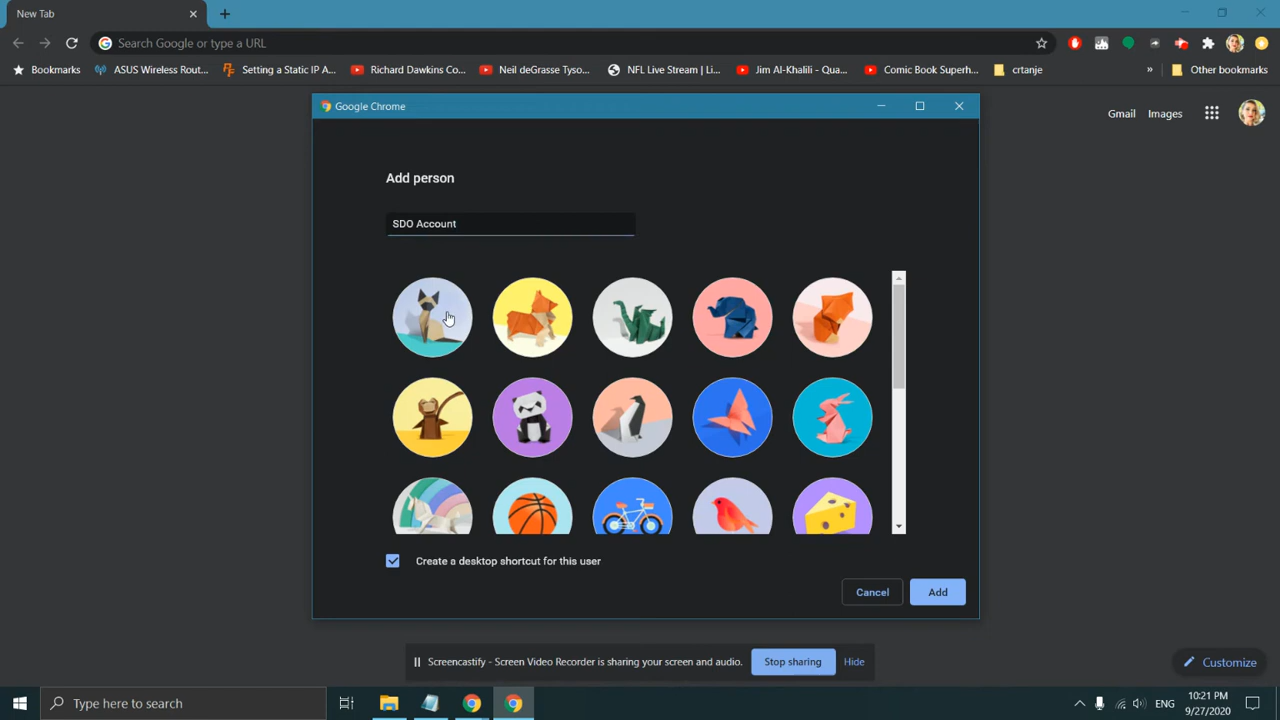 New Tab
Search Google or type a URL
Bookmarks
ASUS Wireless Rout...
Setting a Static IP A...
Richard Dawkins Co...
Neil deGrasse Tyso...
NFL Live Stream | Li...
Jim Al-Khalili - Qua...
Comic Book Superh...
crtanje
»
Other bookmarks
Gmail
Images
Google Chrome
Add person
SDO Account
Create a desktop shortcut for this user
Cancel
Add
Screencastify - Screen Video Recorder is sharing your screen and audio.
Stop sharing
Hide
Customize
Type here to search
ENG
10:21 PM
9/27/2020